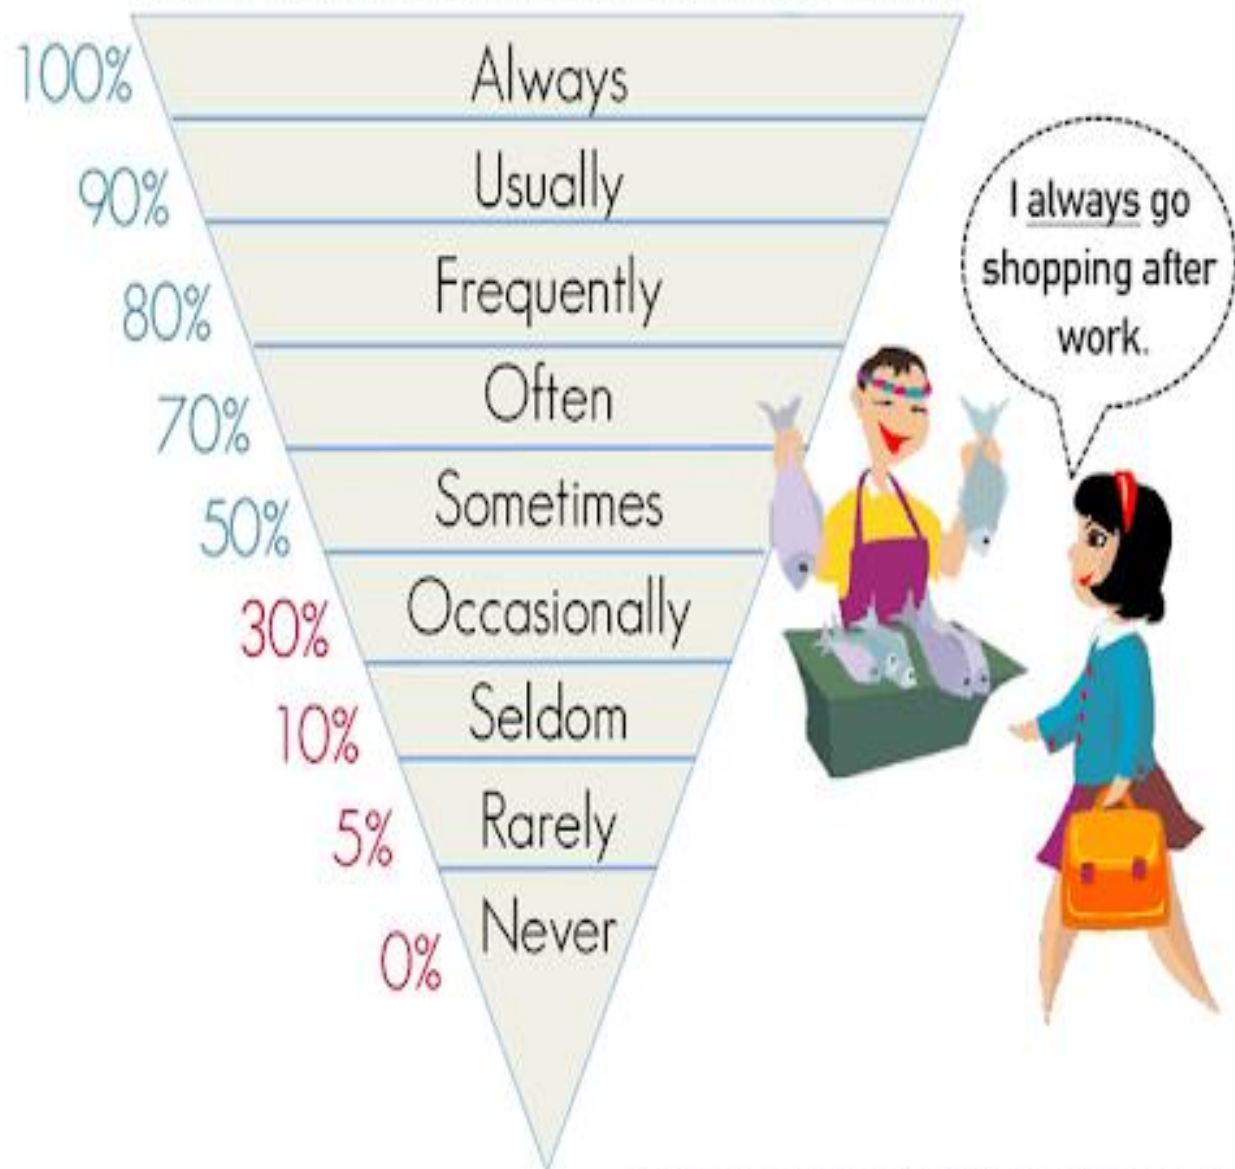 100% Always
90% Usually
80% Frequently
70% Often
50% Sometimes
30% Occasionally
10% Seldom
5% Rarely
0% Never
I always go
shopping after
work.